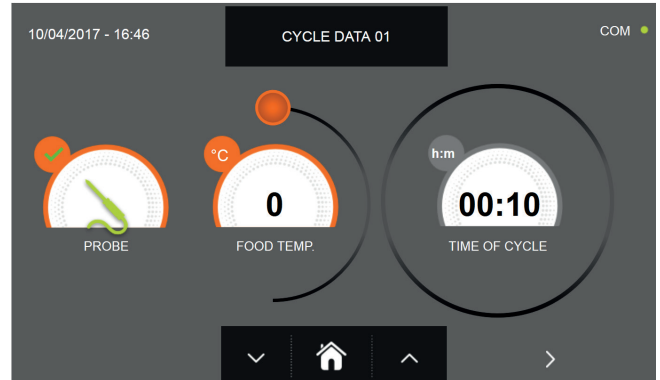 10/04/2017 - 16:46
CYCLE DATA 01
COM
°C
h:m
0
00:10
PROBE
FOOD TEMP.
TIME OF CYCLE